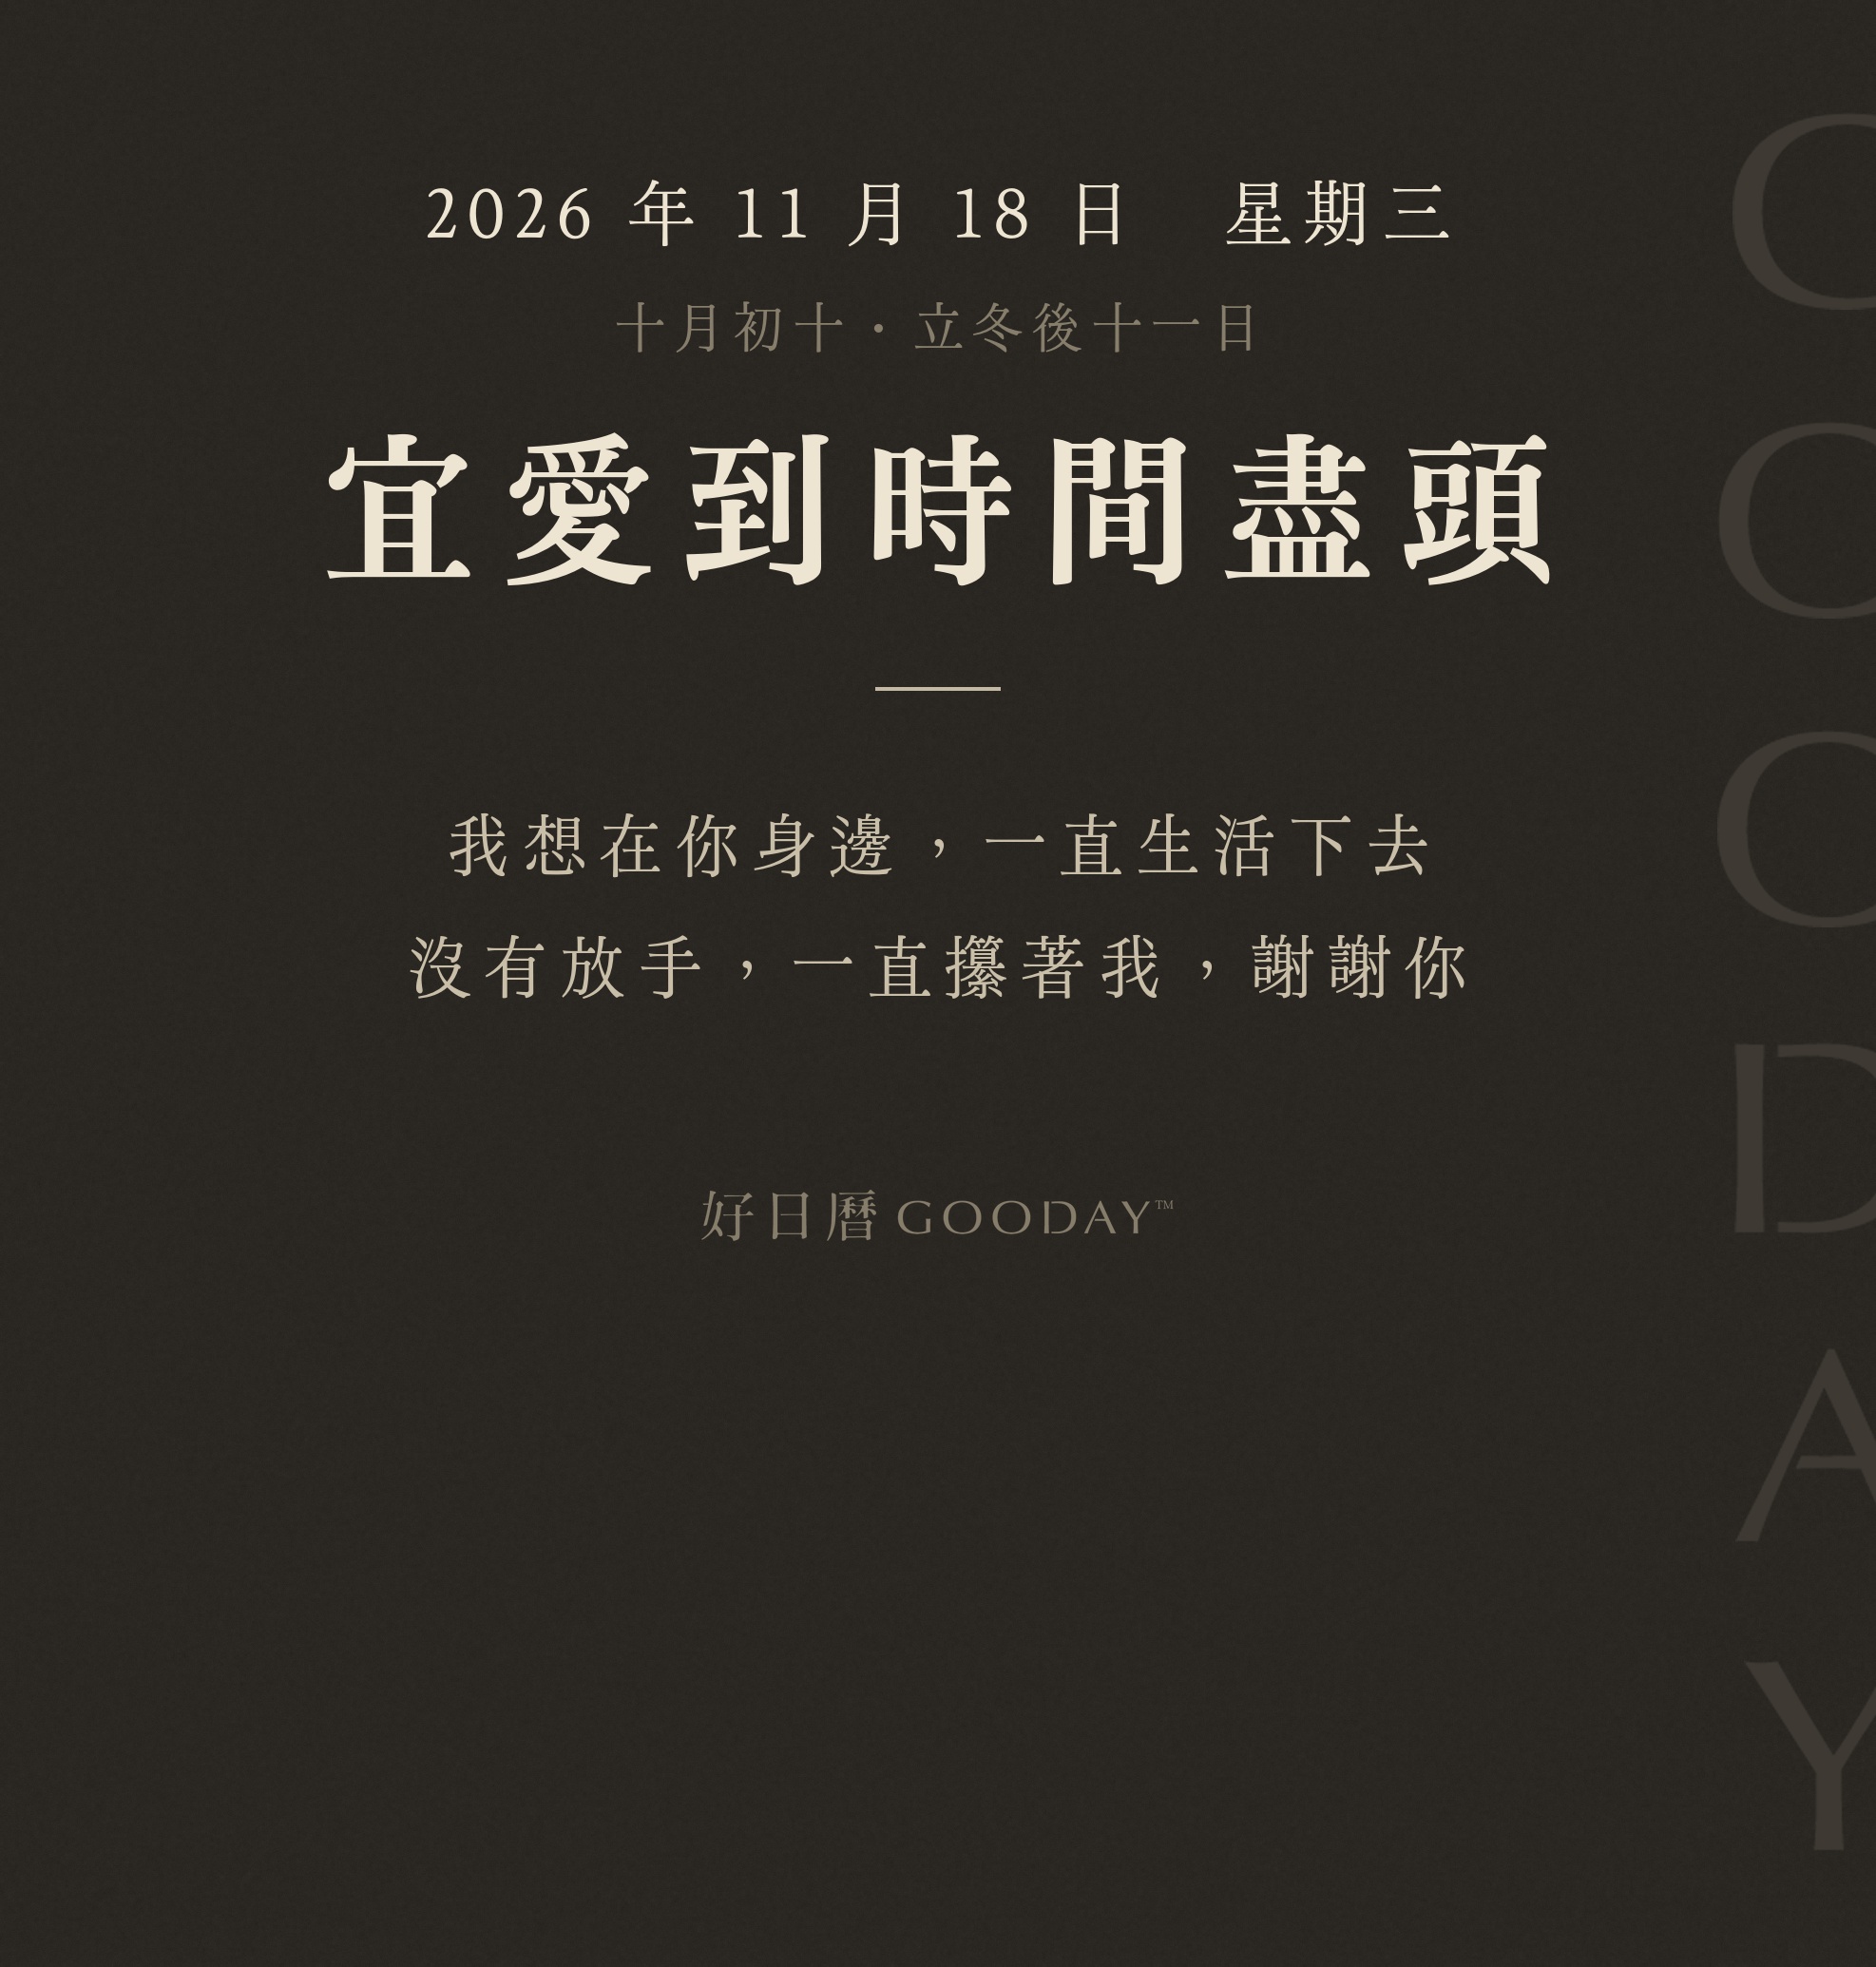 2026 年 11 月 18 日　星期三
十月初十・立冬後十一日
宜愛到時間盡頭
我想在你身邊，一直生活下去
沒有放手，一直攥著我，謝謝你
好日曆 GOODAY™
GOODAY